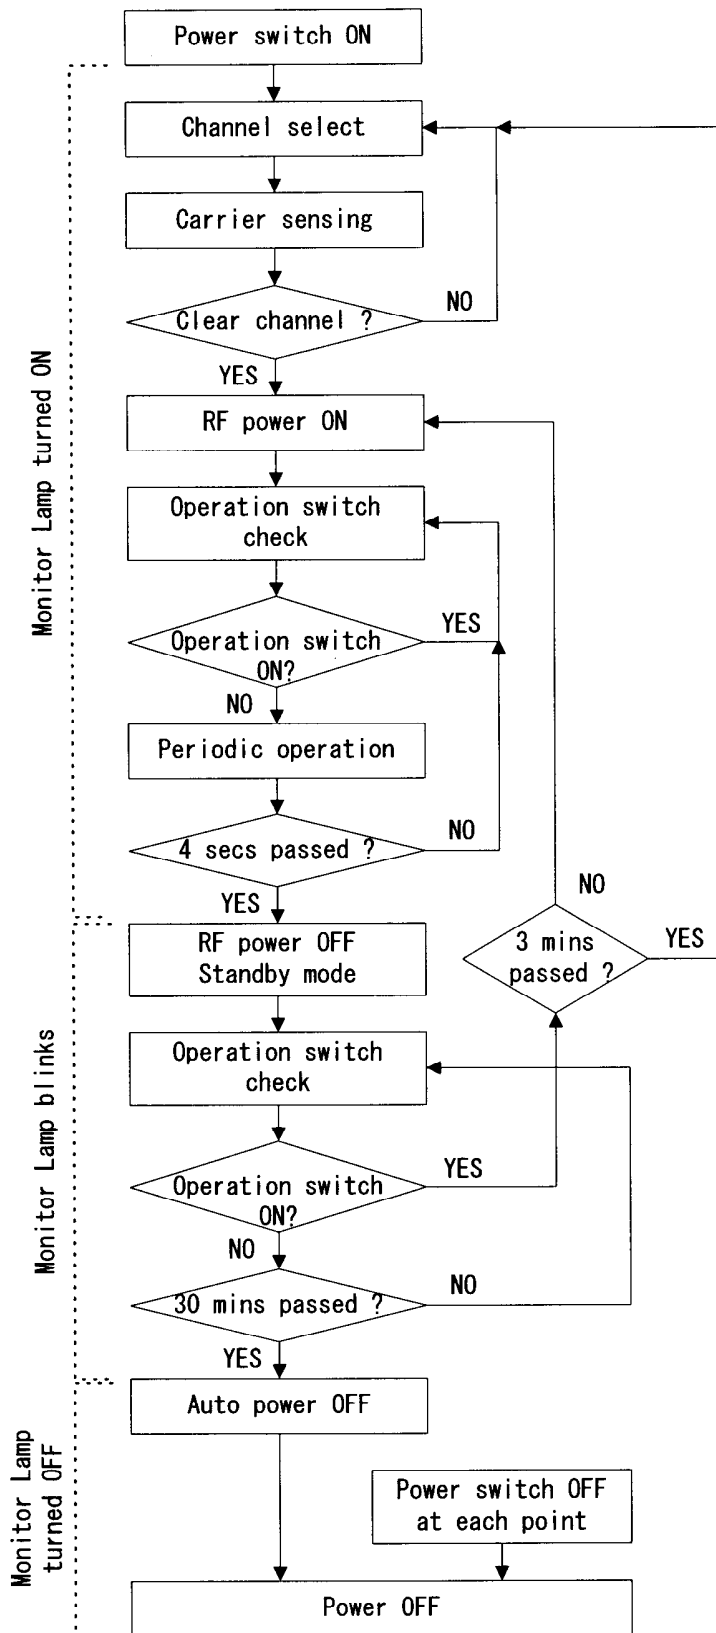 Power switch ON
Channel select
Carrier sensing
Clear channel ?
NO
YES
RF power ON
Operation switch
check
Operation switch
ON?
YES
NO
Periodic operation
4 secs passed ?
NO
YES
Monitor Lamp turned ON
RF power OFF
Standby mode
3 mins
passed ?
NO
YES
Operation switch
check
Operation switch
ON?
YES
NO
30 mins passed ?
NO
YES
Monitor Lamp blinks
Auto power OFF
Power switch OFF
at each point
Power OFF
Monitor Lamp
turned OFF